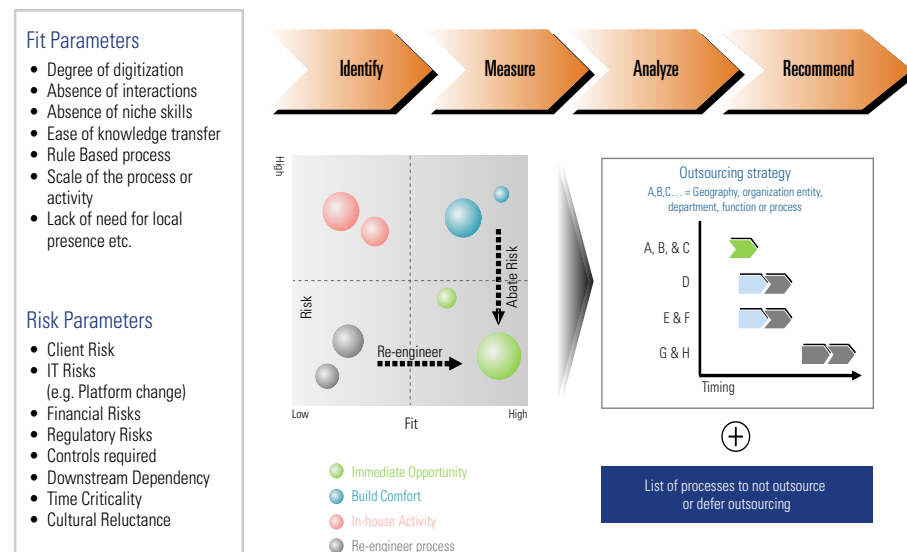 Fit Parameters
• Degree of digitization
• Absence of interactions
• Absence of niche skills
• Ease of knowledge transfer
• Rule Based process
• Scale of the process or
activity
• Lack of need for local
presence etc.
Risk Parameters
• Client Risk
• IT Risks
(e.g. Platform change)
• Financial Risks
• Regulatory Risks
• Controls required
• Downstream Dependency
• Time Criticality
• Cultural Reluctance
Identify
Measure
Analyze
Recommend
High
Risk
Abate Risk
Re-engineer
Low
High
Fit
Immediate Opportunity
Build Comfort
In-house Activity
Re-engineer process
Outsourcing strategy
A,B,C… = Geography, organization entity,
department, function or process
A, B, & C
D
E & F
G & H
Timing
List of processes to not outsource
or defer outsourcing